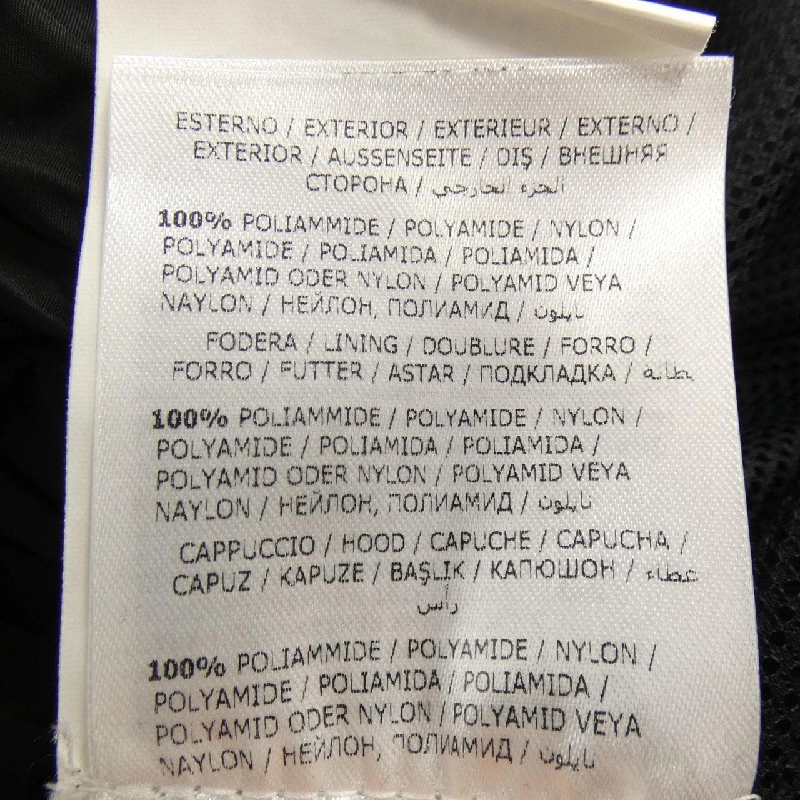 ESTERNO / EXTERIOR / EXTERIEUR / EXTERNO /
EXTERIOR / AUSSENSEITE / DIŞ / ВНЕШНЯЯ
СТОРОНА / الجزء الخارجي
100% POLIAMMIDE / POLYAMIDE / NYLON /
POLYAMIDE / POLIAMIDA / POLIAMIDA /
POLYAMID ODER NYLON / POLYAMID VEYA
NAYLON / НЕЙЛОН, ПОЛИАМИД / نايلون
FODERA / LINING / DOUBLURE / FORRO /
FORRO / FUTTER / ASTAR / ПОДКЛАДКА / بطانه
100% POLIAMMIDE / POLYAMIDE / NYLON /
POLYAMIDE / POLIAMIDA / POLIAMIDA /
POLYAMID ODER NYLON / POLYAMID VEYA
NAYLON / НЕЙЛОН, ПОЛИАМИД / نايلون
CAPPUCCIO / HOOD / CAPUCHE / CAPUCHA /
CAPUZ / KAPUZE / BAŞLIK / КАПЮШОН / غطاء
رأس
100% POLIAMMIDE / POLYAMIDE / NYLON /
POLYAMIDE / POLIAMIDA / POLIAMIDA /
POLYAMID ODER NYLON / POLYAMID VEYA
NAYLON / НЕЙЛОН, ПОЛИАМИД / نايلون